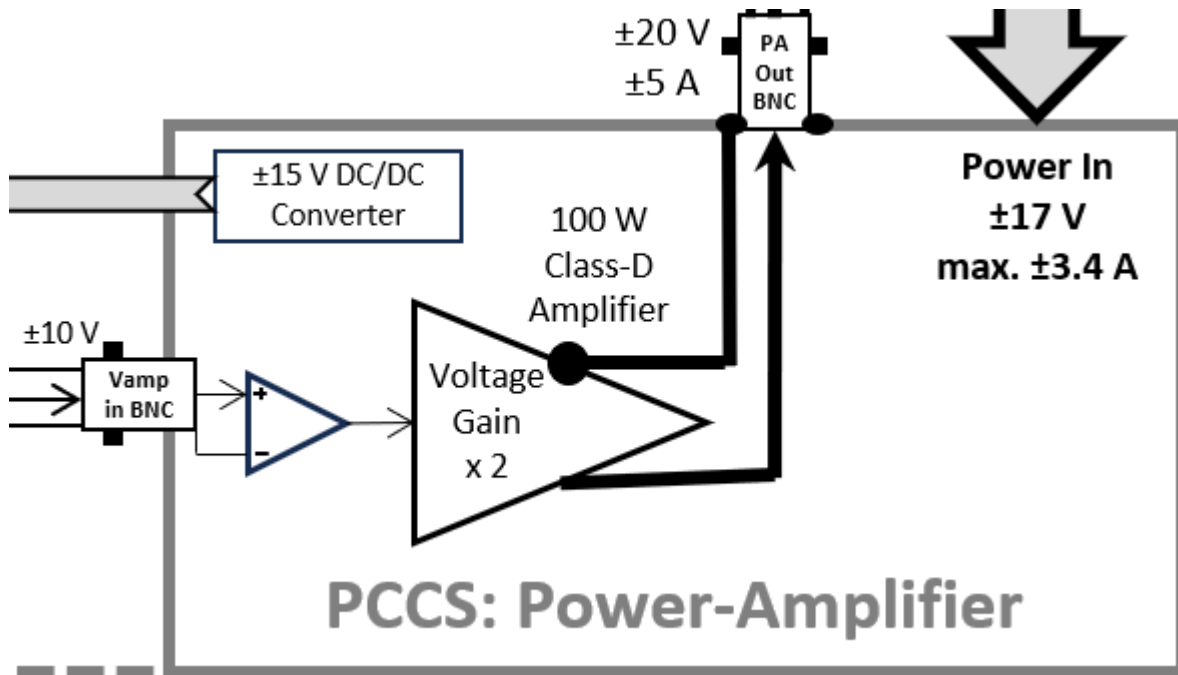 ±20 V
±5 A
PA
Out
BNC
Power In
±17 V
max. ±3.4 A
±15 V DC/DC
Converter
100 W
Class-D
Amplifier
±10 V
Vamp
in BNC
+
−
Voltage
Gain
x 2
PCCS: Power-Amplifier